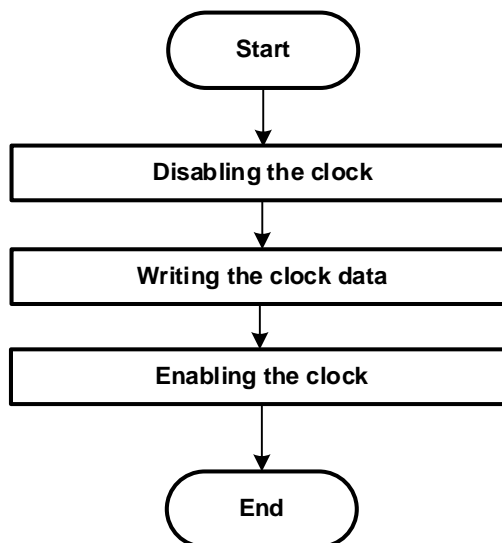 Start
Disabling the clock
Writing the clock data
Enabling the clock
End